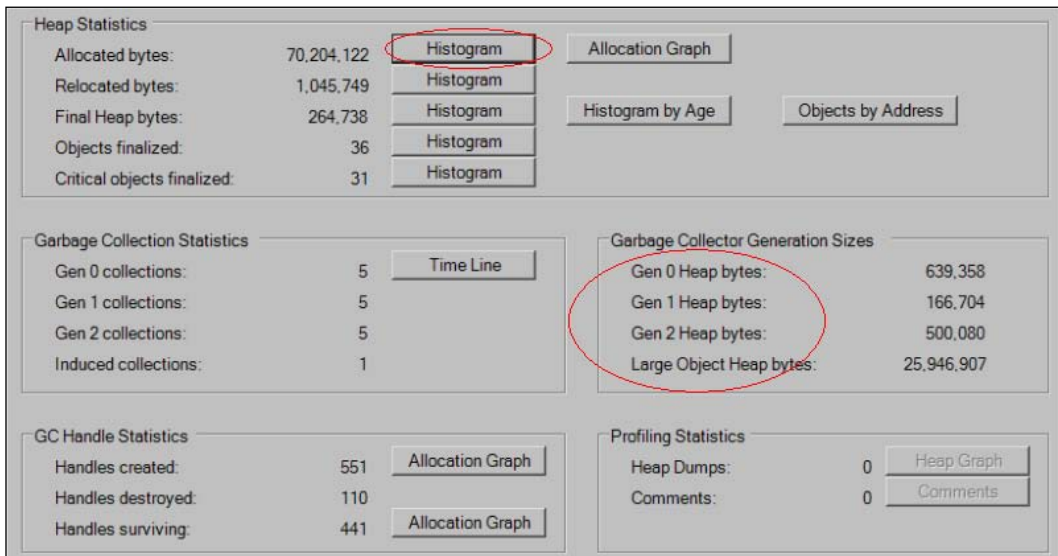 Heap Statistics
Allocated bytes: 70,204,122 Histogram Allocation Graph
Relocated bytes: 1,045,749 Histogram
Final Heap bytes: 264,738 Histogram Histogram by Age Objects by Address
Objects finalized: 36 Histogram
Critical objects finalized: 31 Histogram
Garbage Collection Statistics
Gen 0 collections: 5 Time Line
Gen 1 collections: 5
Gen 2 collections: 5
Induced collections: 1
Garbage Collector Generation Sizes
Gen 0 Heap bytes: 639,358
Gen 1 Heap bytes: 166,704
Gen 2 Heap bytes: 500,080
Large Object Heap bytes: 25,946,907
GC Handle Statistics
Handles created: 551 Allocation Graph
Handles destroyed: 110
Handles surviving: 441 Allocation Graph
Profiling Statistics
Heap Dumps: 0 Heap Graph
Comments: 0 Comments